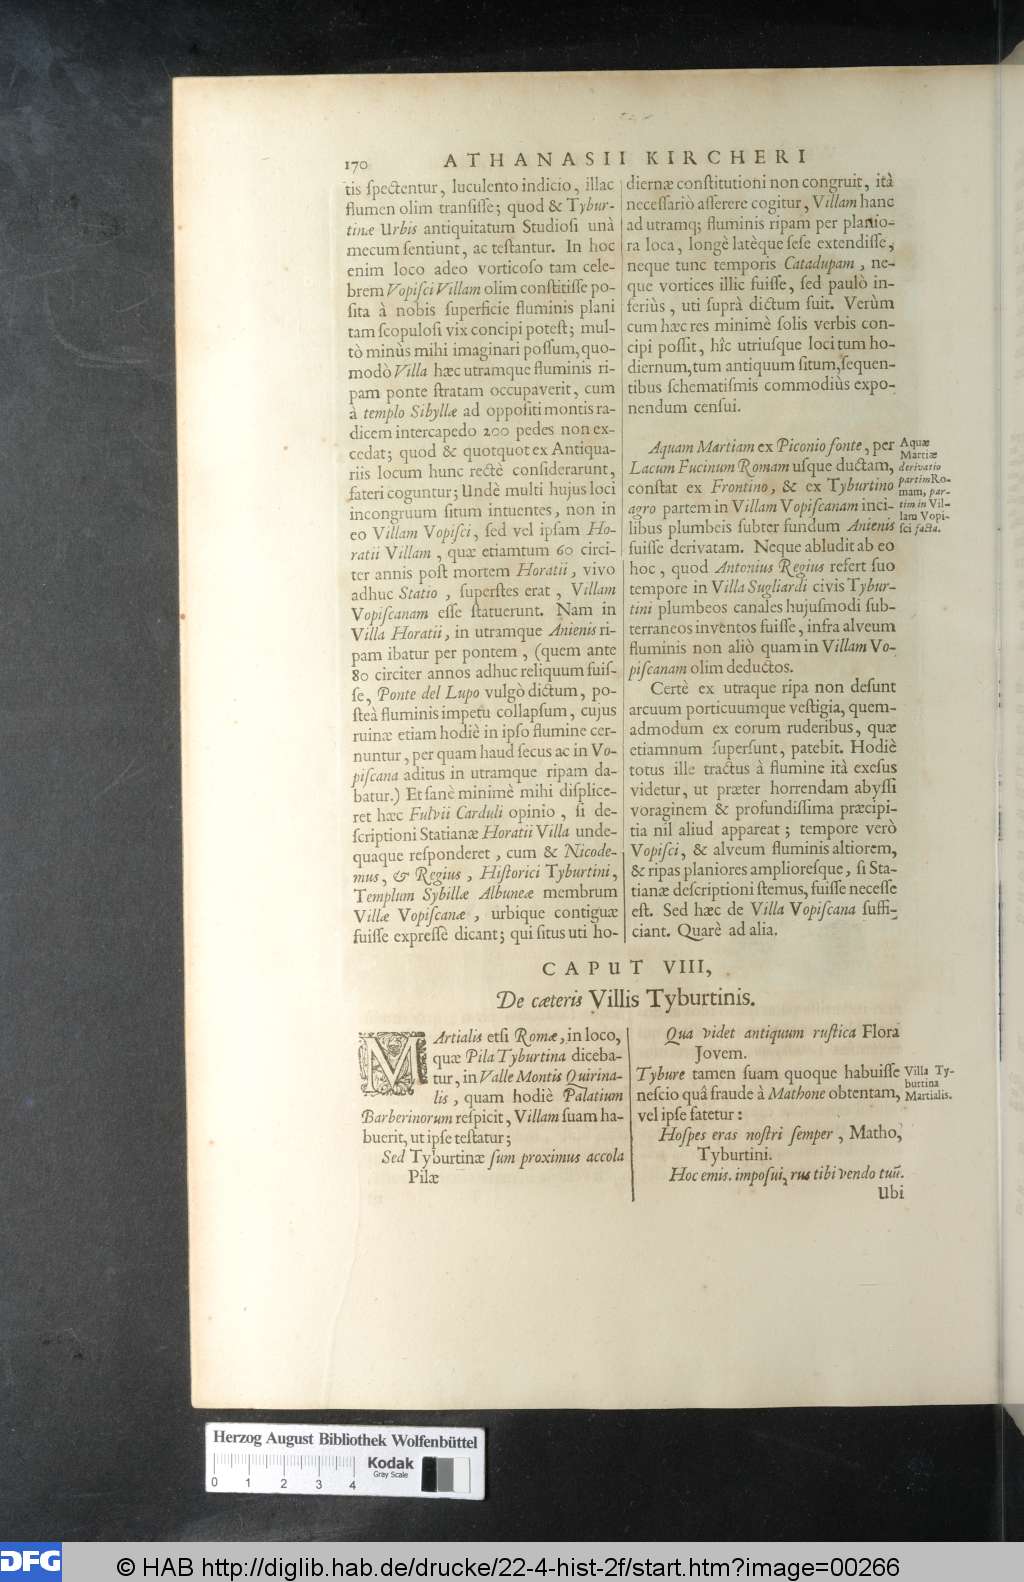 170
ATHANASII KIRCHERI
tis spectentur, luculento indicio, illac
flumen olim transisse; quod & Tybur-
tinæ Urbis antiquitatum Studiosi unà
mecum sentiunt, ac testantur. In hoc
enim loco adeo vorticoso tam cele-
brem Vopisci Villam olim constitisse po-
sita à nobis superficie fluminis plani
tam scopulosi vix concipi potest; mul-
tò minùs mihi imaginari possum, quo-
modò Villa hæc utramque fluminis ri-
pam ponte stratam occupaverit, cum
à templo Sibyllæ ad oppositi montis ra-
dicem intercapedo 200 pedes non ex-
cedat; quod & quotquot ex Antiqua-
riis locum hunc rectè considerarunt,
fateri coguntur; Undè multi hujus loci
incongruum situm intuentes, non in
eo Villam Vopisci, sed vel ipsam Ho-
ratii Villam, quæ etiamtum 60 circi-
ter annis post mortem Horatii, vivo
adhuc Statio, superstes erat, Villam
Vopiscanam esse statuerunt. Nam in
Villa Horatii, in utramque Anienis ri-
pam ibatur per pontem, (quem ante
80 circiter annos adhuc reliquum fuis-
se, Ponte del Lupo vulgò dictum, po-
steà fluminis impetu collapsum, cujus
ruinæ etiam hodiè in ipso flumine cer-
nuntur, per quam haud secus ac in Vo-
piscana aditus in utramque ripam da-
batur.) Et sanè minimè mihi displice-
ret hæc Fulvii Carduli opinio, si de-
scriptioni Statianæ Horatii Villa unde-
quaque responderet, cum & Nicode-
mus, & Regius, Historici Tyburtini,
Templum Sybillæ Albuneæ membrum
Villæ Vopiscanæ, urbique contiguæ
fuisse expressè dicant; qui situs uti ho-
diernæ constitutioni non congruit, ità
necessariò asserere cogitur, Villam hanc
ad utramq; fluminis ripam per planio-
ra loca, longè latèque sese extendisse,
neque tunc temporis Catadupam, ne-
que vortices illic fuisse, sed paulò in-
feriùs, uti suprà dictum fuit. Verùm
cum hæc res minimè solis verbis con-
cipi possit, hîc utriusque loci tum ho-
diernum, tum antiquum situm, sequen-
tibus schematismis commodiùs expo-
nendum censui.
Aquam Martiam ex Piconio fonte, per
Lacum Fucinum Romam usque ductam,
constat ex Frontino, & ex Tyburtino
agro partem in Villam Vopiscanam inci-
libus plumbeis subter fundum Anienis
fuisse derivatam. Neque abludit ab eo
hoc, quod Antonius Regius refert suo
tempore in Villa Sugliardi civis Tybur-
tini plumbeos canales hujusmodi sub-
terraneos inventos fuisse, infra alveum
fluminis non aliò quam in Villam Vo-
piscanam olim deductos.
Certè ex utraque ripa non desunt
arcuum porticuumque vestigia, quem-
admodum ex eorum ruderibus, quæ
etiamnum supersunt, patebit. Hodiè
totus ille tractus à flumine ità exesus
videtur, ut præter horrendam abyssi
voraginem & profundissima præcipi-
tia nil aliud appareat; tempore verò
Vopisci, & alveum fluminis altiorem,
& ripas planiores amplioresque, si Sta-
tianæ descriptioni stemus, fuisse necesse
est. Sed hæc de Villa Vopiscana suffi-
ciant. Quarè ad alia.
Aquæ
Martiæ
derivatio
partim Ro-
mam, par-
tim in Vil-
lam Vopi-
sci facta.
CAPUT VIII,
De cæteris Villis Tyburtinis.
MArtialis etsi Romæ, in loco,
quæ Pila Tyburtina diceba-
tur, in Valle Montis Quirina-
lis, quam hodiè Palatium
Barberinorum respicit, Villam suam ha-
buerit, ut ipse testatur;
Sed Tyburtinæ sum proximus accola
Pilæ
Qua videt antiquum rustica Flora
Jovem.
Tybure tamen suam quoque habuisse
nescio quâ fraude à Mathone obtentam,
vel ipse fatetur:
Hospes eras nostri semper, Matho,
Tyburtini.
Hoc emis. imposui, rus tibi vendo tuũ.
Ubi
Villa Ty-
burtina
Martialis.
Herzog August Bibliothek Wolfenbüttel
Kodak
Gray Scale
0 1 2 3 4
DFG
© HAB http://diglib.hab.de/drucke/22-4-hist-2f/start.htm?image=00266